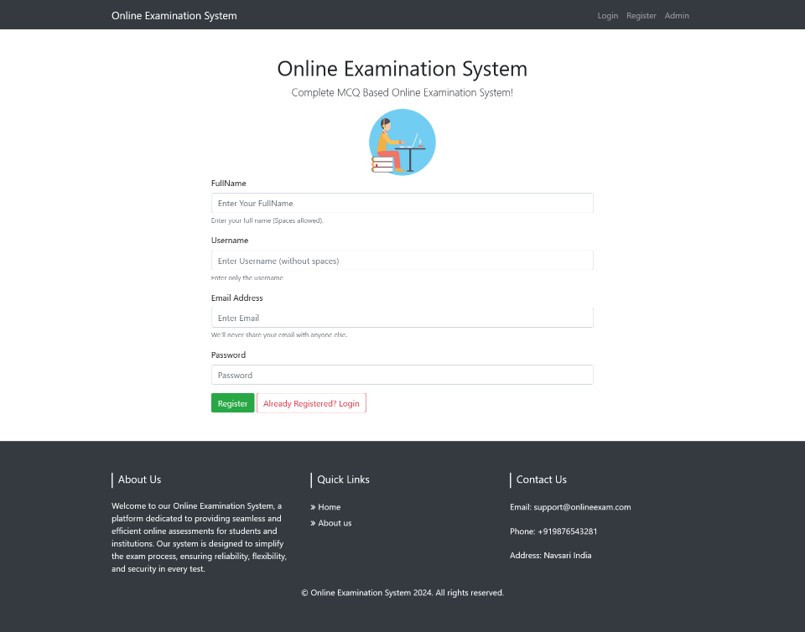 Online Examination System
Login Register Admin
Online Examination System
Complete MCQ Based Online Examination System!
FullName
Enter Your FullName
Enter your full name (Spaces allowed).
Username
Enter Username (without spaces)
Enter only the username
Email Address
Enter Email
We'll never share your email with anyone else.
Password
Password
Register Already Registered? Login
About Us
Welcome to our Online Examination System, a
platform dedicated to providing seamless and
efficient online assessments for students and
institutions. Our system is designed to simplify
the exam process, ensuring reliability, flexibility,
and security in every test.
Quick Links
» Home
» About us
Contact Us
Email: support@onlineexam.com
Phone: +919876543281
Address: Navsari India
© Online Examination System 2024. All rights reserved.